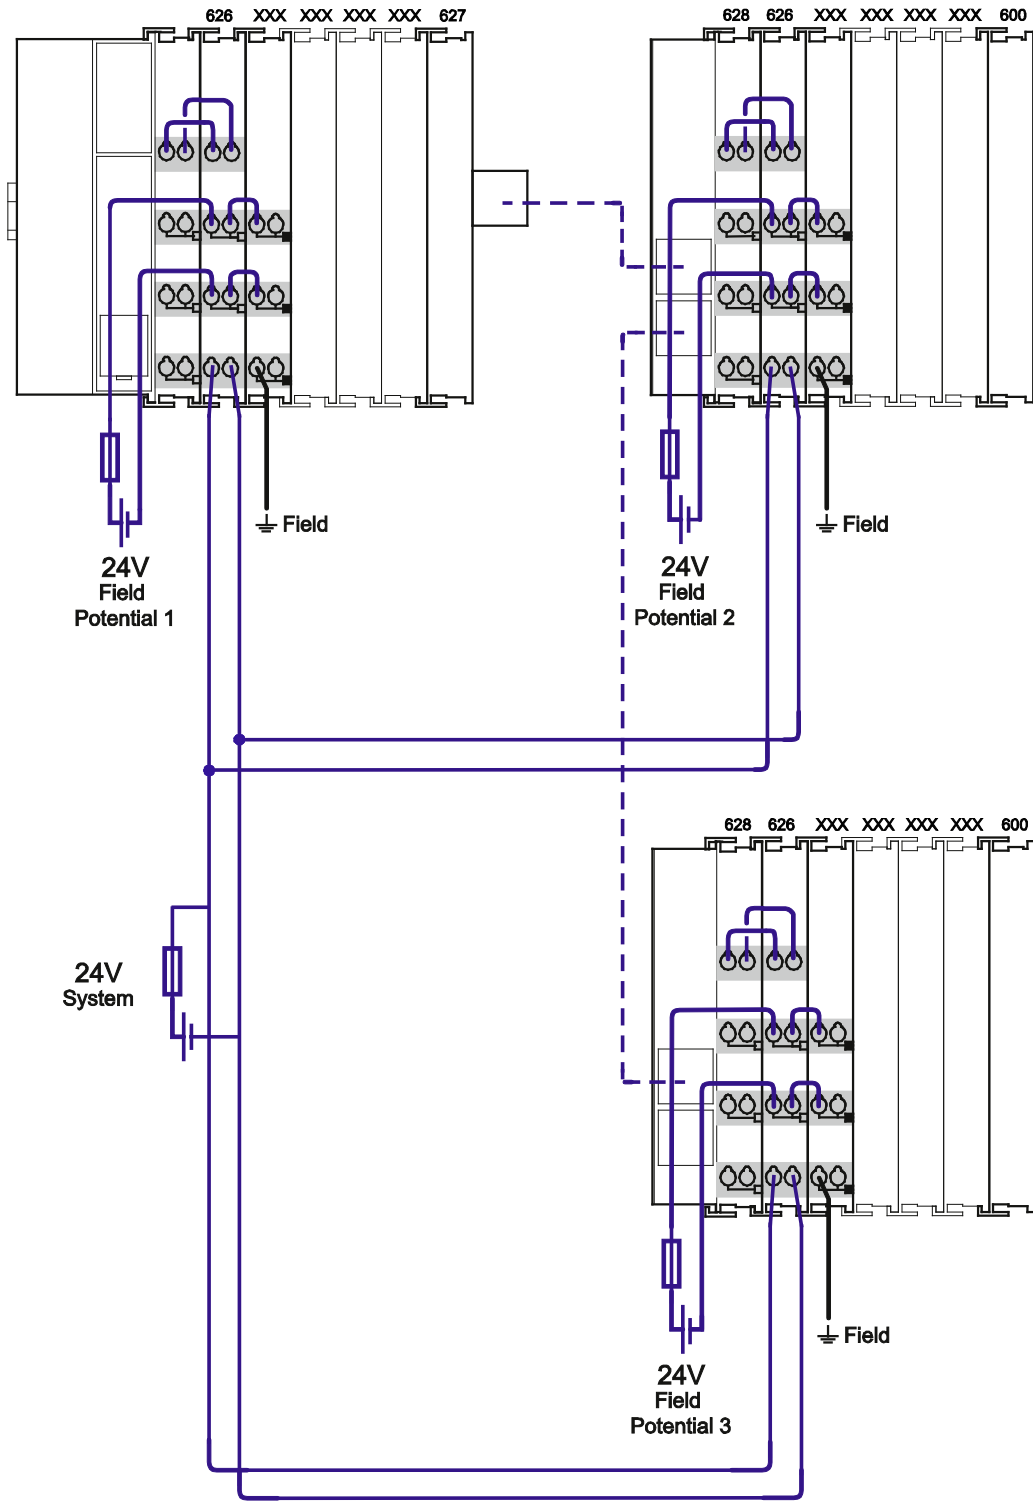 626 XXX XXX XXX XXX 627
628 626 XXX XXX XXX XXX 600
Field
24V
Field
Potential 1
Field
24V
Field
Potential 2
628 626 XXX XXX XXX XXX 600
24V
System
Field
24V
Field
Potential 3